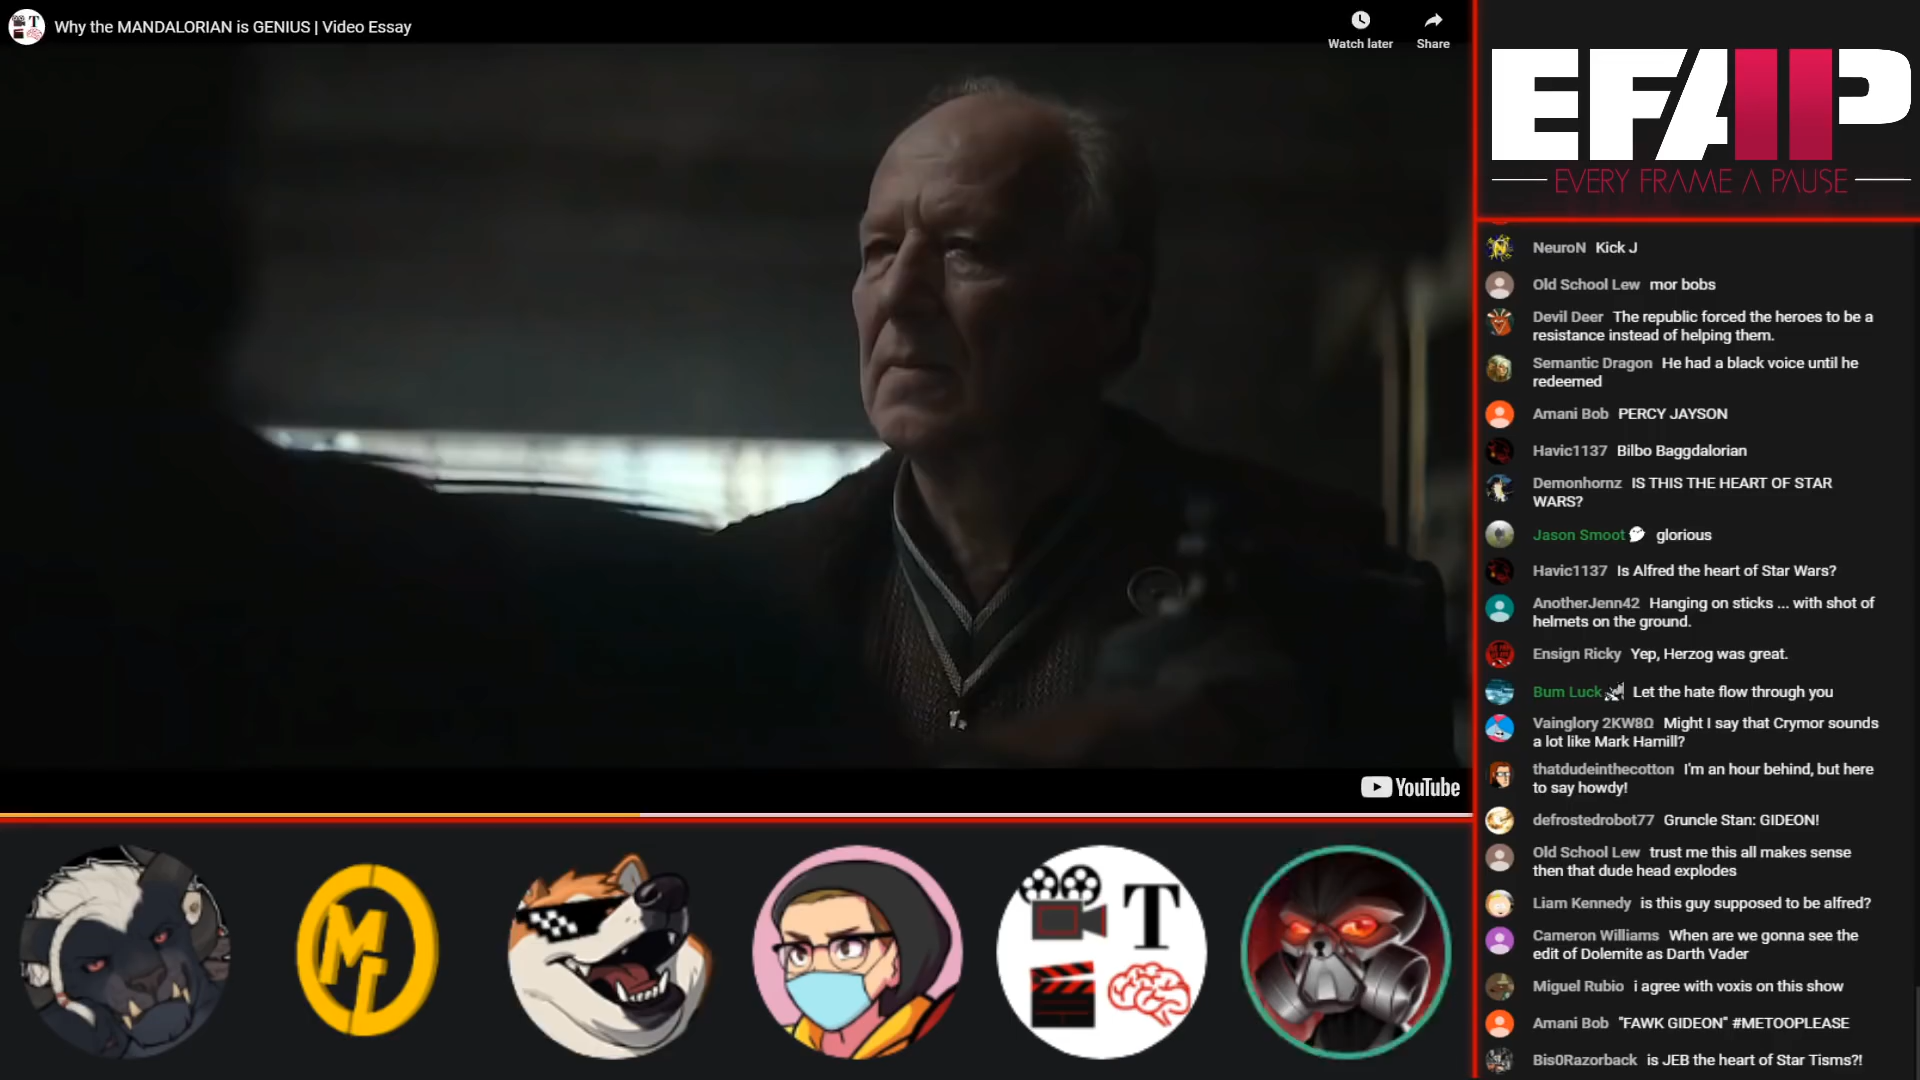 Why the MANDALORIAN is GENIUS | Video Essay
Watch later
Share
EFAP
EVERY FRAME A PAUSE
NeuroN Kick J
Old School Lew mor bobs
Devil Deer The republic forced the heroes to be a
resistance instead of helping them.
Semantic Dragon He had a black voice until he
redeemed
Amani Bob PERCY JAYSON
Havic1137 Bilbo Baggdalorian
Demonhornz IS THIS THE HEART OF STAR
WARS?
Jason Smoot glorious
Havic1137 Is Alfred the heart of Star Wars?
AnotherJenn42 Hanging on sticks ... with shot of
helmets on the ground.
Ensign Ricky Yep, Herzog was great.
Bum Luck Let the hate flow through you
Vainglory 2KW8Ω Might I say that Crymor sounds
a lot like Mark Hamill?
thatdudeinthecotton I'm an hour behind, but here
to say howdy!
defrostedrobot77 Gruncle Stan: GIDEON!
Old School Lew trust me this all makes sense
then that dude head explodes
Liam Kennedy is this guy supposed to be alfred?
Cameron Williams When are we gonna see the
edit of Dolemite as Darth Vader
Miguel Rubio i agree with voxis on this show
Amani Bob "FAWK GIDEON" #METOOPLEASE
Bis0Razorback is JEB the heart of Star Tisms?!
YouTube
T